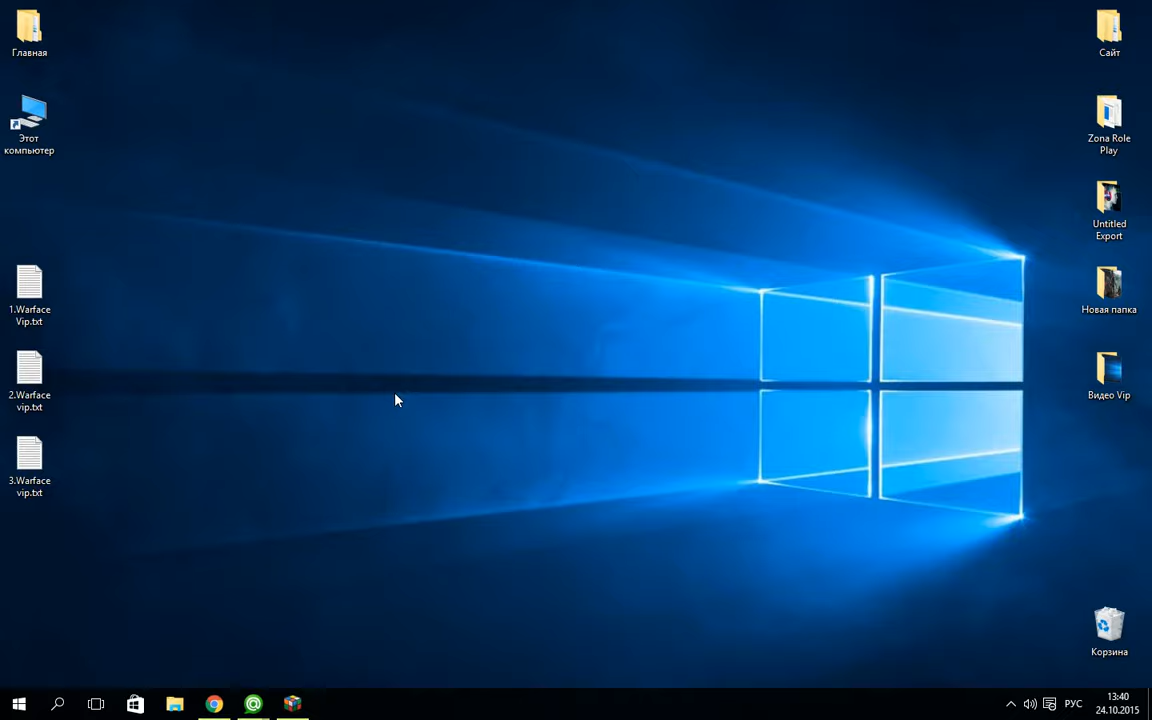 Главная
Этот
компьютер
1.Warface
Vip.txt
2.Warface
vip.txt
3.Warface
vip.txt
Сайт
Zona Role
Play
Untitled
Export
Новая папка
Видео Vip
Корзина
РУС
13:40
24.10.2015